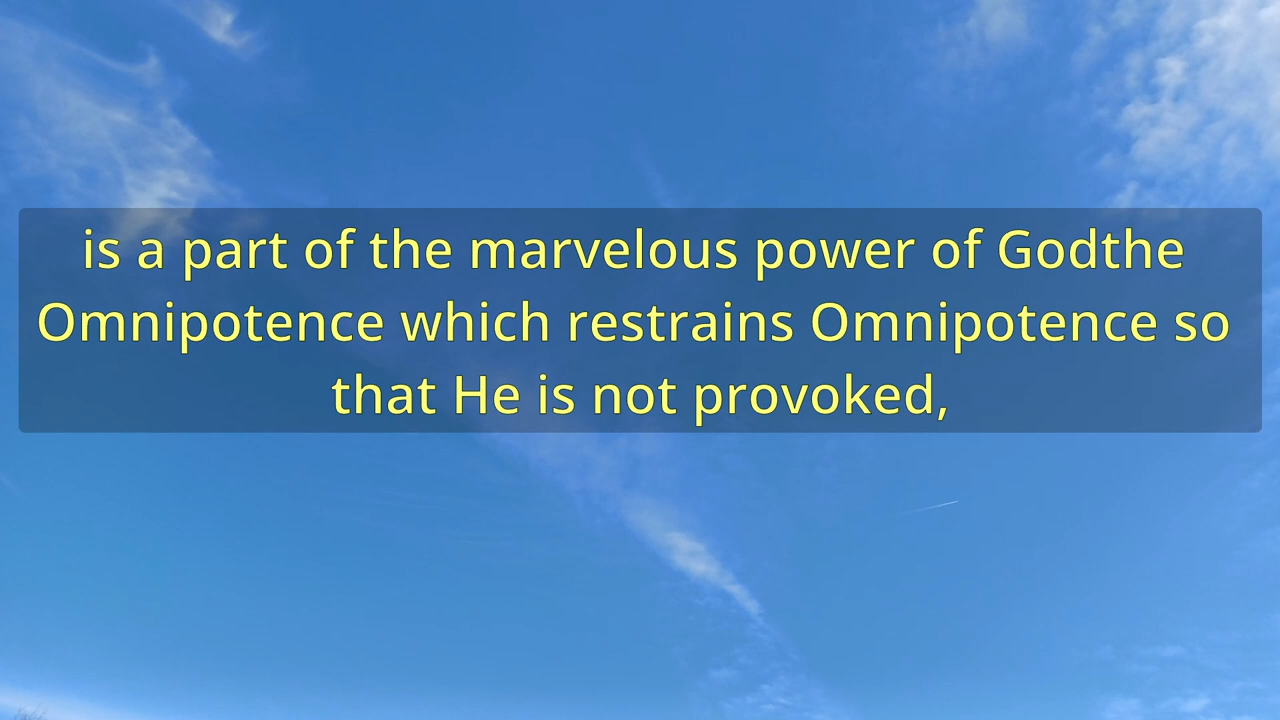 is a part of the marvelous power of Godthe
Omnipotence which restrains Omnipotence so
that He is not provoked,